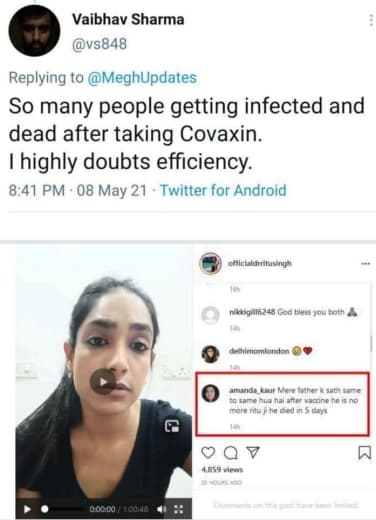 Vaibhav Sharma
@vs848
Replying to @MeghUpdates
So many people getting infected and
dead after taking Covaxin.
I highly doubts efficiency.
8:41 PM · 08 May 21 · Twitter for Android
officialdrritusingh
16h
nikkigill6248 God bless you both 🙏
14h
delhimomlondon 😢❤️
14h
amanda_kaur Mere father k sath same
to same hua hai after vaccine he is no
more ritu ji he died in 5 days
14h
4,859 views
21 HOURS AGO
Comments on this post have been limited.
0:00:00 / 1:00:48